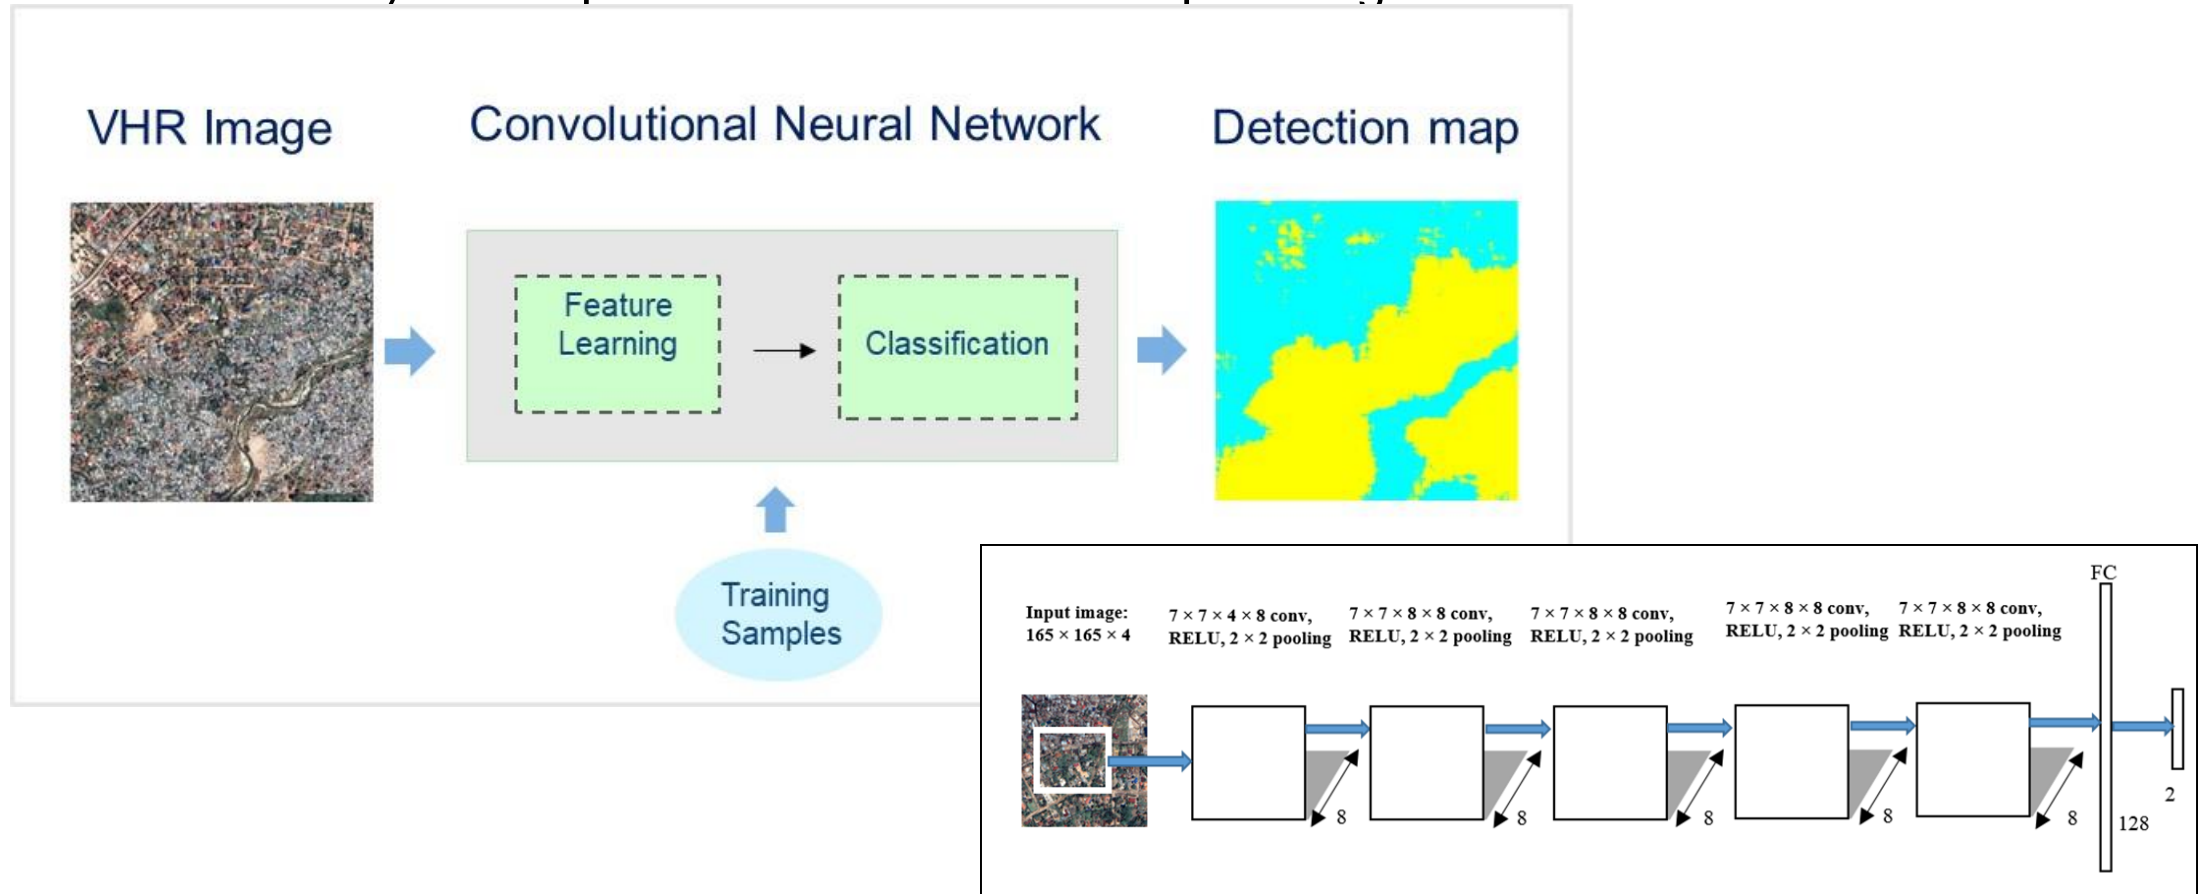 VHR Image
Convolutional Neural Network
Detection map
Feature
Learning
Classification
Training
Samples
FC
Input image:
165 × 165 × 4
7 × 7 × 4 × 8 conv,
RELU, 2 × 2 pooling
7 × 7 × 8 × 8 conv,
RELU, 2 × 2 pooling
7 × 7 × 8 × 8 conv,
RELU, 2 × 2 pooling
7 × 7 × 8 × 8 conv,
RELU, 2 × 2 pooling
7 × 7 × 8 × 8 conv,
RELU, 2 × 2 pooling
8
8
8
8
8
128
2